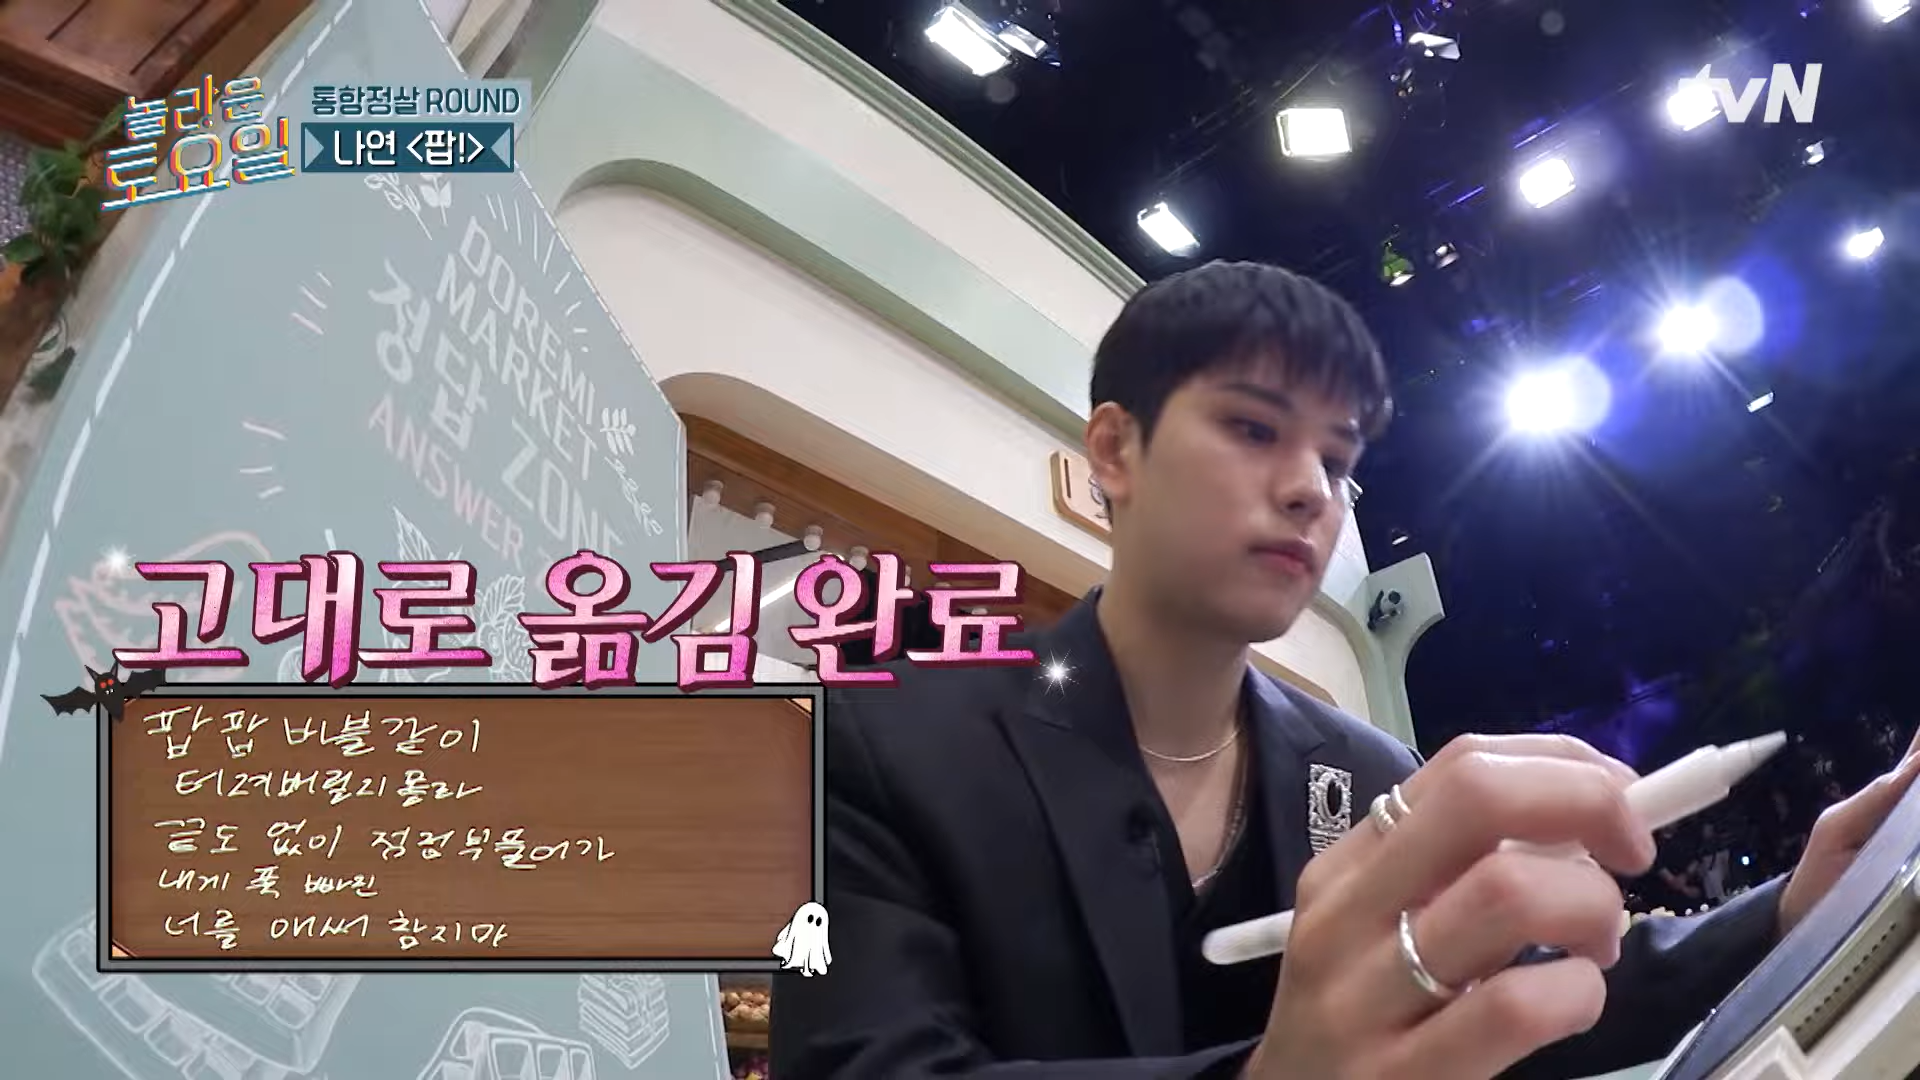 놀라운
토요일
통항정살 ROUND
나연 <팝!>
tvN
DOREMI
MARKET
정답 ZONE
ANSWER
고대로 옮김 완료
팝 팝 버블같이
터려버릴지몰라
끝도 없이 점점부풀어가
내게 푹 빠진
너를 애써 참지마